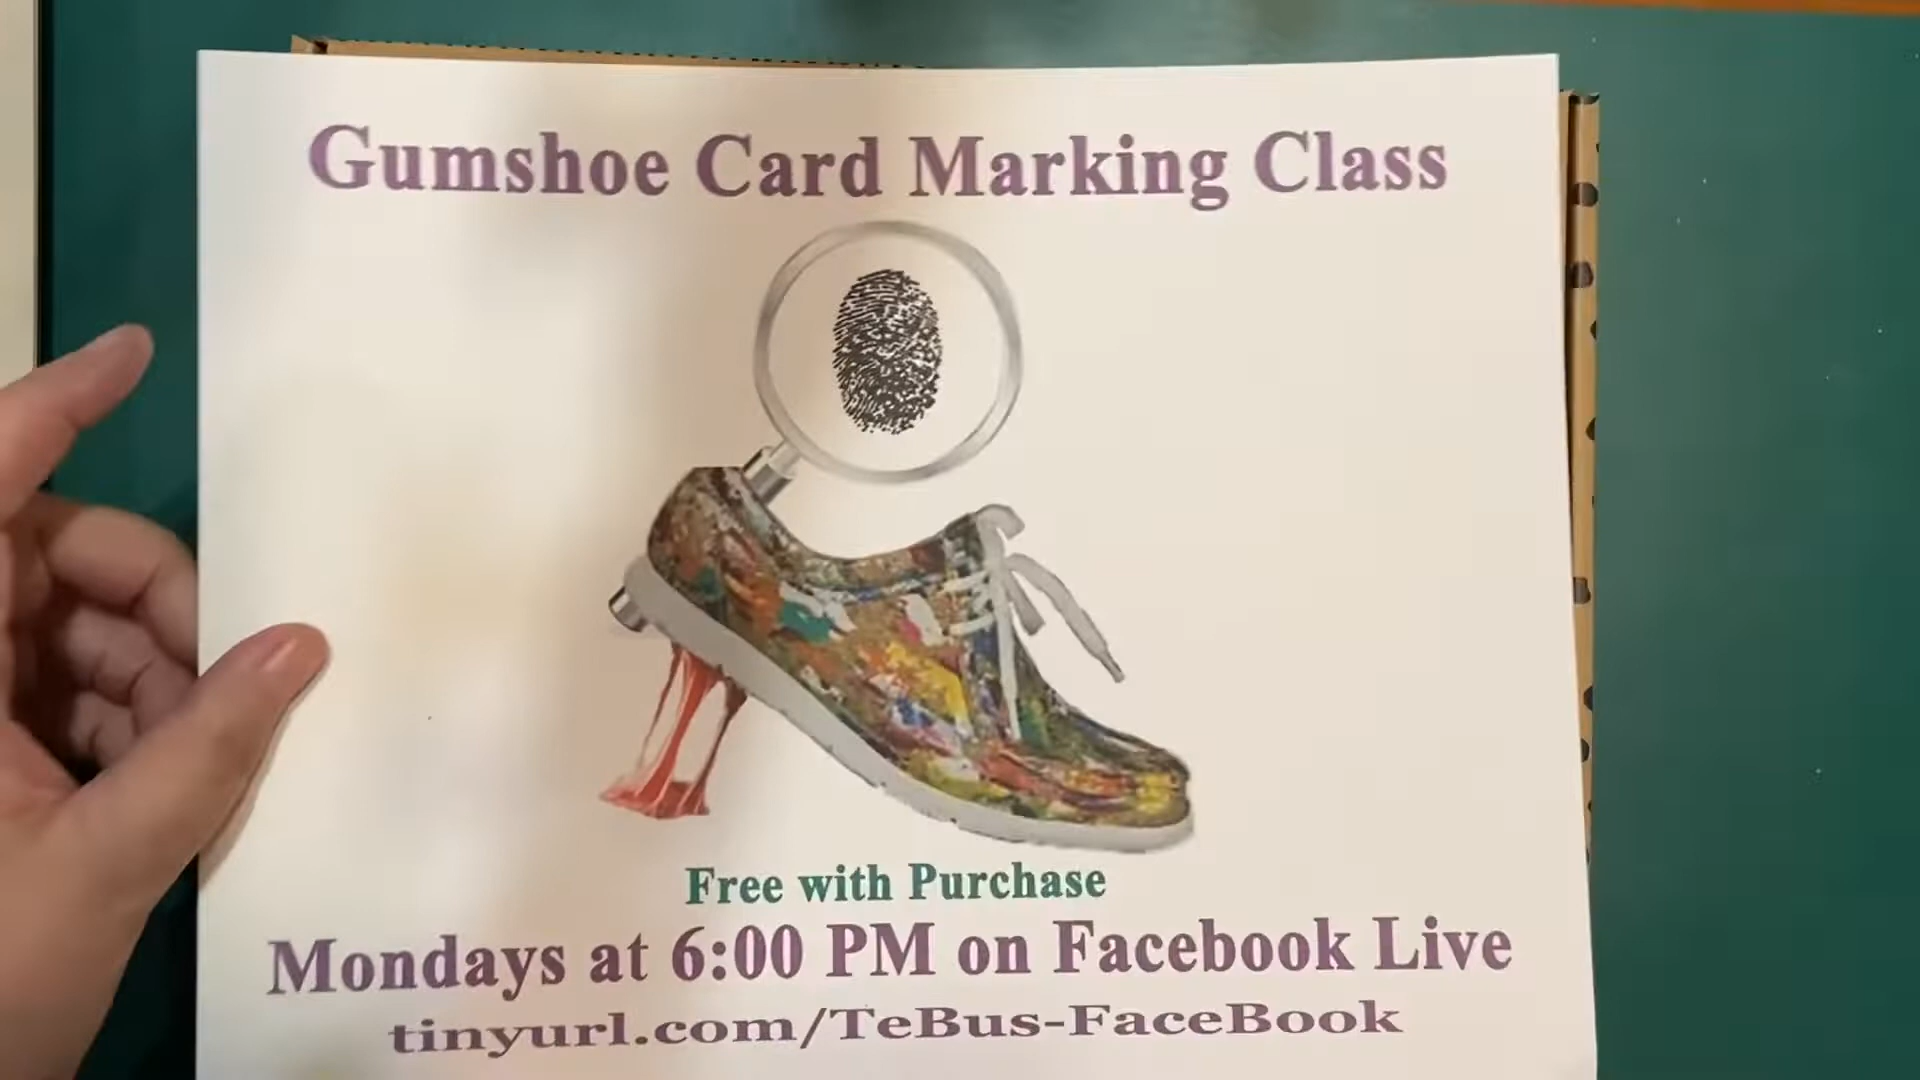 Gumshoe Card Marking Class
Free with Purchase
Mondays at 6:00 PM on Facebook Live
tinyurl.com/TeBus-FaceBook